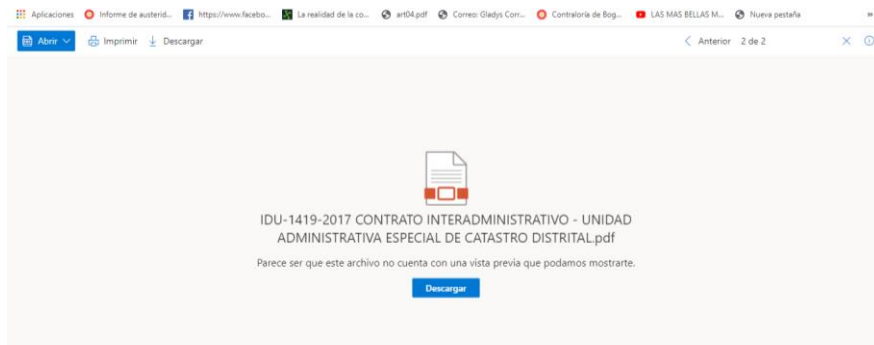 Aplicaciones Informe de austerid... https://www.facebo... La realidad de la co... art04.pdf Correo: Gladys Corr... Contraloría de Bog... LAS MAS BELLAS M... Nueva pestaña »
Abrir Imprimir Descargar Anterior 2 de 2
IDU-1419-2017 CONTRATO INTERADMINISTRATIVO - UNIDAD
ADMINISTRATIVA ESPECIAL DE CATASTRO DISTRITAL.pdf
Parece ser que este archivo no cuenta con una vista previa que podamos mostrarte.
Descargar